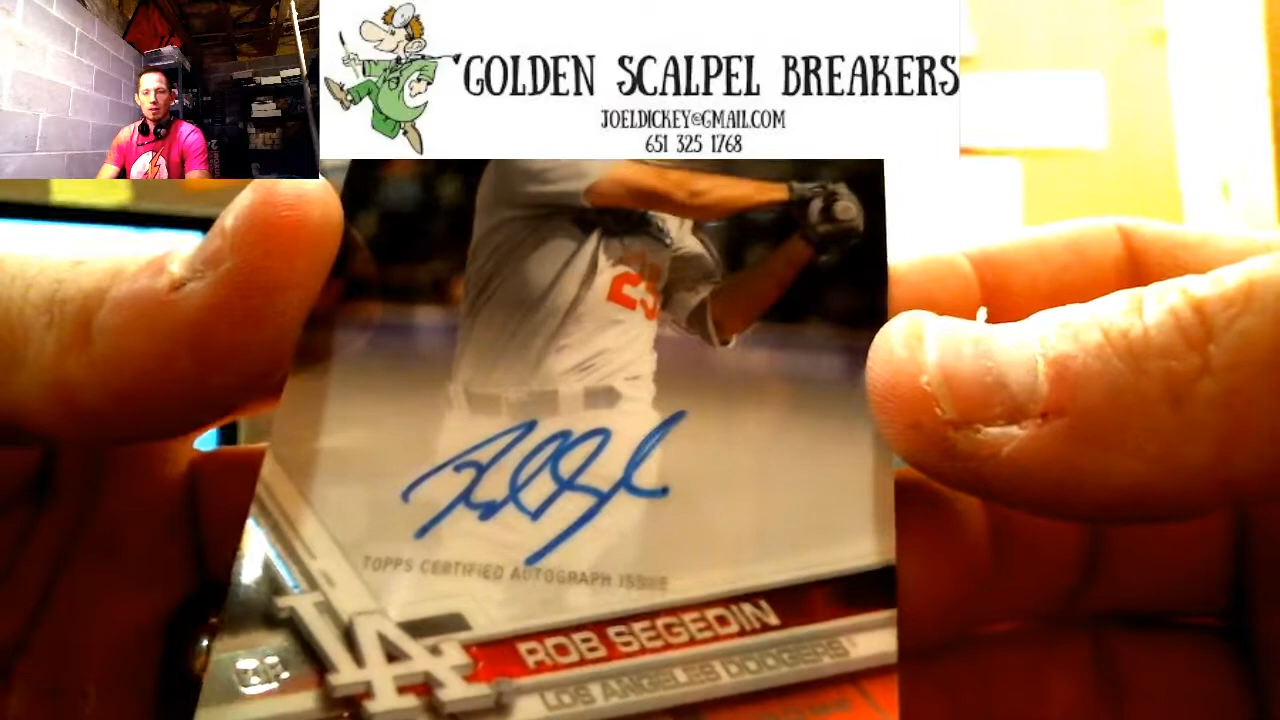 GOLDEN SCALPEL BREAKERS
JOELDICKEY@GMAIL.COM
651 325 1768
25
TOPPS CERTIFIED AUTOGRAPH ISSUE
LA
ROB SEGEDIN
LOS ANGELES DODGERS